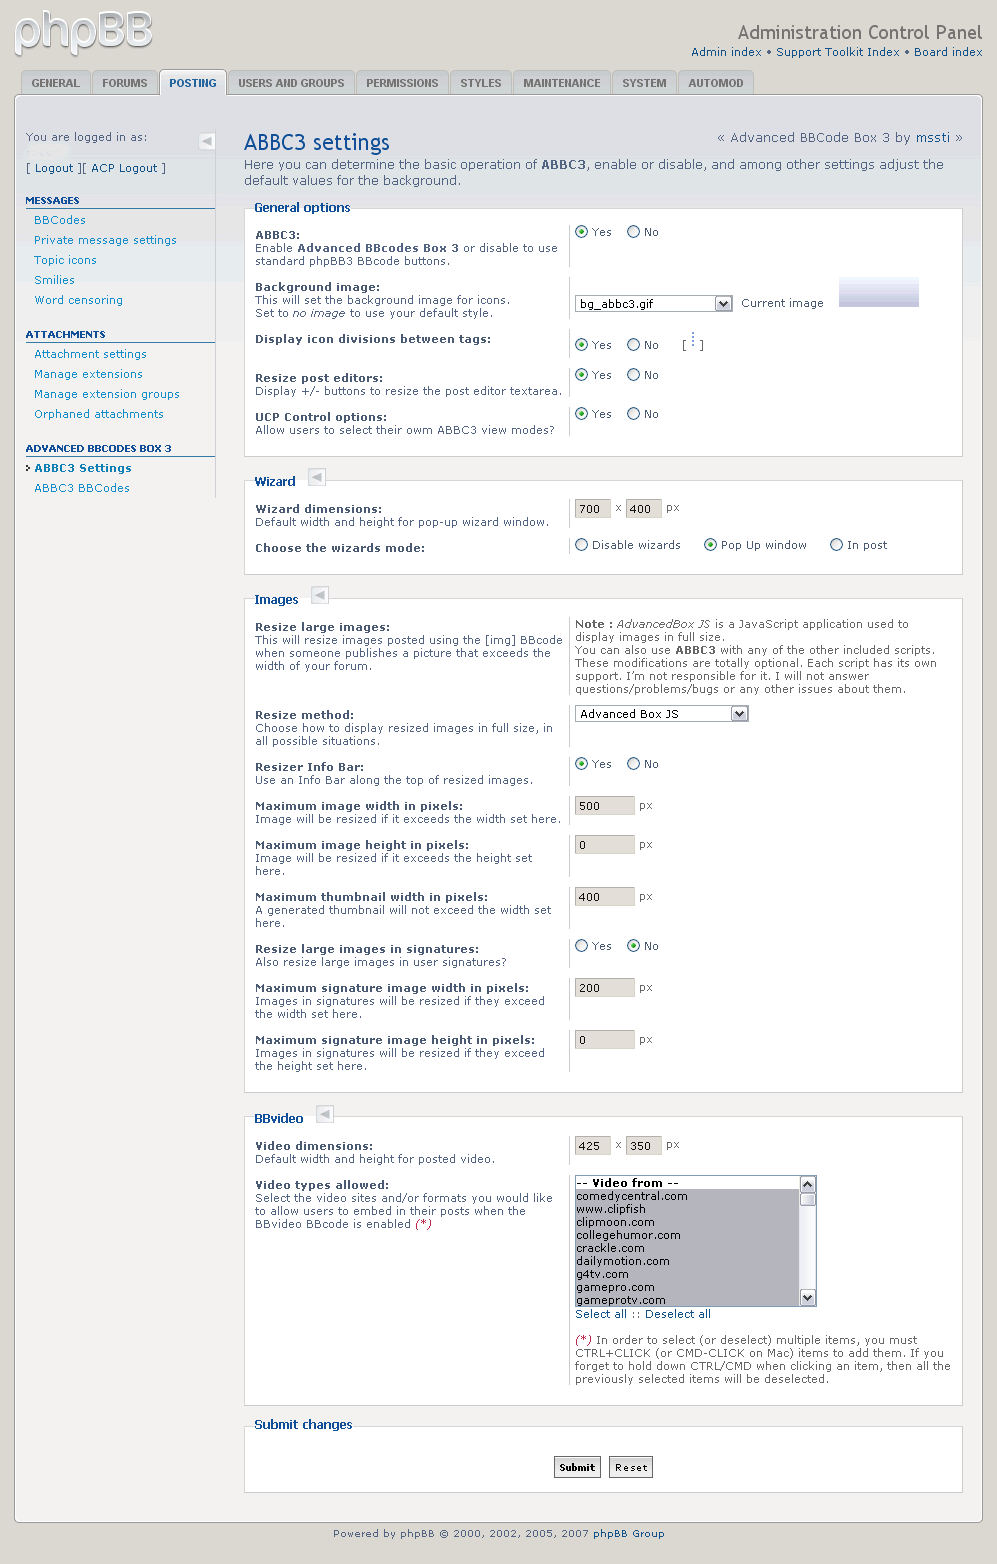 phpBB
Administration Control Panel
Admin index • Support Toolkit Index • Board index
GENERAL FORUMS POSTING USERS AND GROUPS PERMISSIONS STYLES MAINTENANCE SYSTEM AUTOMOD
You are logged in as:
[ Logout ][ ACP Logout ]
MESSAGES
BBCodes
Private message settings
Topic icons
Smilies
Word censoring
ATTACHMENTS
Attachment settings
Manage extensions
Manage extension groups
Orphaned attachments
ADVANCED BBCODES BOX 3
ABBC3 Settings
ABBC3 BBCodes
« Advanced BBCode Box 3 by mssti »
ABBC3 settings
Here you can determine the basic operation of ABBC3, enable or disable, and among other settings adjust the
default values for the background.
General options
ABBC3:
Enable Advanced BBcodes Box 3 or disable to use
standard phpBB3 BBcode buttons.
Yes No
Background image:
This will set the background image for icons.
Set to no image to use your default style.
bg_abbc3.gif Current image
Display icon divisions between tags:
Yes No [ ]
Resize post editors:
Display +/- buttons to resize the post editor textarea.
Yes No
UCP Control options:
Allow users to select their owm ABBC3 view modes?
Yes No
Wizard
Wizard dimensions:
Default width and height for pop-up wizard window.
700 x 400 px
Choose the wizards mode:
Disable wizards Pop Up window In post
Images
Resize large images:
This will resize images posted using the [img] BBcode
when someone publishes a picture that exceeds the
width of your forum.
Note : AdvancedBox JS is a JavaScript application used to
display images in full size.
You can also use ABBC3 with any of the other included scripts.
These modifications are totally optional. Each script has its own
support. I'm not responsible for it. I will not answer
questions/problems/bugs or any other issues about them.
Resize method:
Choose how to display resized images in full size, in
all possible situations.
Advanced Box JS
Resizer Info Bar:
Use an Info Bar along the top of resized images.
Yes No
Maximum image width in pixels:
Image will be resized if it exceeds the width set here.
500 px
Maximum image height in pixels:
Image will be resized if it exceeds the height set
here.
0 px
Maximum thumbnail width in pixels:
A generated thumbnail will not exceed the width set
here.
400 px
Resize large images in signatures:
Also resize large images in user signatures?
Yes No
Maximum signature image width in pixels:
Images in signatures will be resized if they exceed
the width set here.
200 px
Maximum signature image height in pixels:
Images in signatures will be resized if they exceed
the height set here.
0 px
BBvideo
Video dimensions:
Default width and height for posted video.
425 x 350 px
Video types allowed:
Select the video sites and/or formats you would like
to allow users to embed in their posts when the
BBvideo BBcode is enabled (*)
-- Video from --
comedycentral.com
www.clipfish
clipmoon.com
collegehumor.com
crackle.com
dailymotion.com
g4tv.com
gamepro.com
gameprotv.com
Select all :: Deselect all
(*) In order to select (or deselect) multiple items, you must
CTRL+CLICK (or CMD-CLICK on Mac) items to add them. If you
forget to hold down CTRL/CMD when clicking an item, then all the
previously selected items will be deselected.
Submit changes
Submit Reset
Powered by phpBB © 2000, 2002, 2005, 2007 phpBB Group